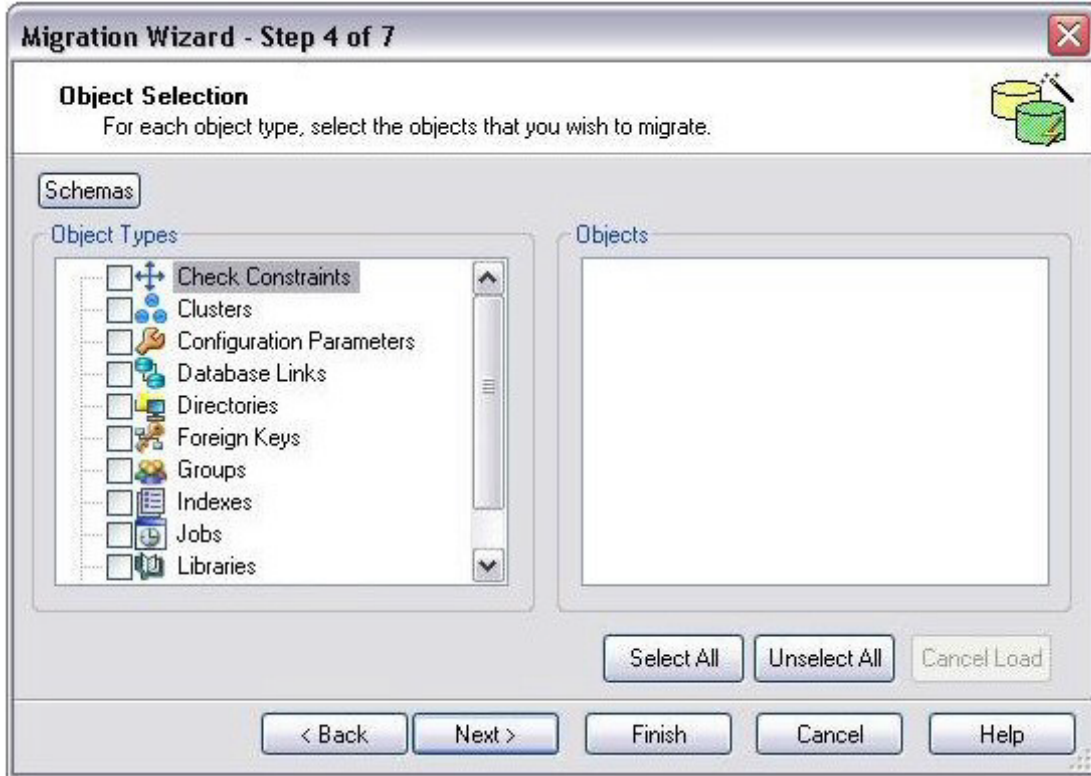 Migration Wizard - Step 4 of 7
Object Selection
For each object type, select the objects that you wish to migrate.
Schemas
Object Types
Check Constraints
Clusters
Configuration Parameters
Database Links
Directories
Foreign Keys
Groups
Indexes
Jobs
Libraries
Objects
Select All Unselect All Cancel Load
< Back Next > Finish Cancel Help